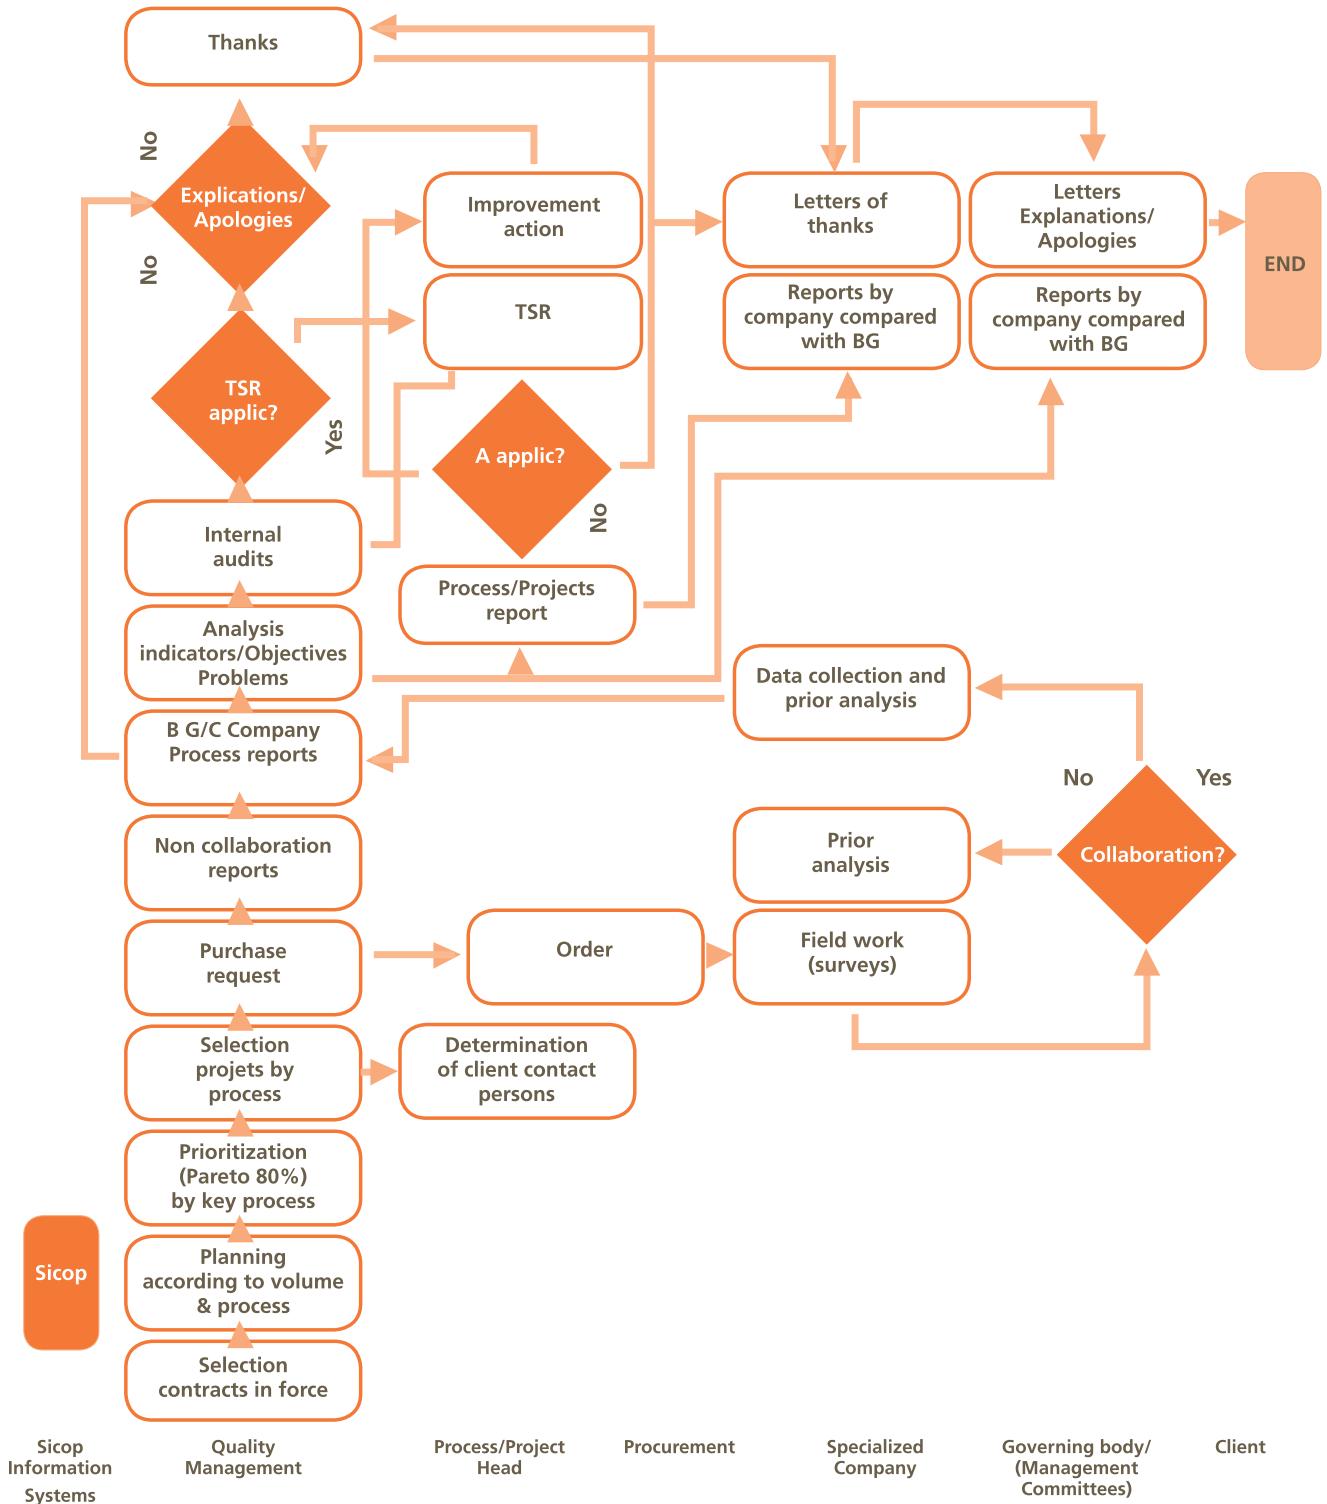 Thanks
No
Explications/
Apologies
No
Improvement
action
Letters of
thanks
Letters
Explanations/
Apologies
END
TSR
Reports by
company compared
with BG
Reports by
company compared
with BG
TSR
applic?
Yes
A applic?
No
Internal
audits
Process/Projects
report
Analysis
indicators/Objectives
Problems
Data collection and
prior analysis
B G/C Company
Process reports
No
Yes
Non collaboration
reports
Prior
analysis
Collaboration?
Purchase
request
Order
Field work
(surveys)
Selection
projets by
process
Determination
of client contact
persons
Prioritization
(Pareto 80%)
by key process
Sicop
Planning
according to volume
& process
Selection
contracts in force
Sicop
Information
Systems
Quality
Management
Process/Project
Head
Procurement
Specialized
Company
Governing body/
(Management
Committees)
Client